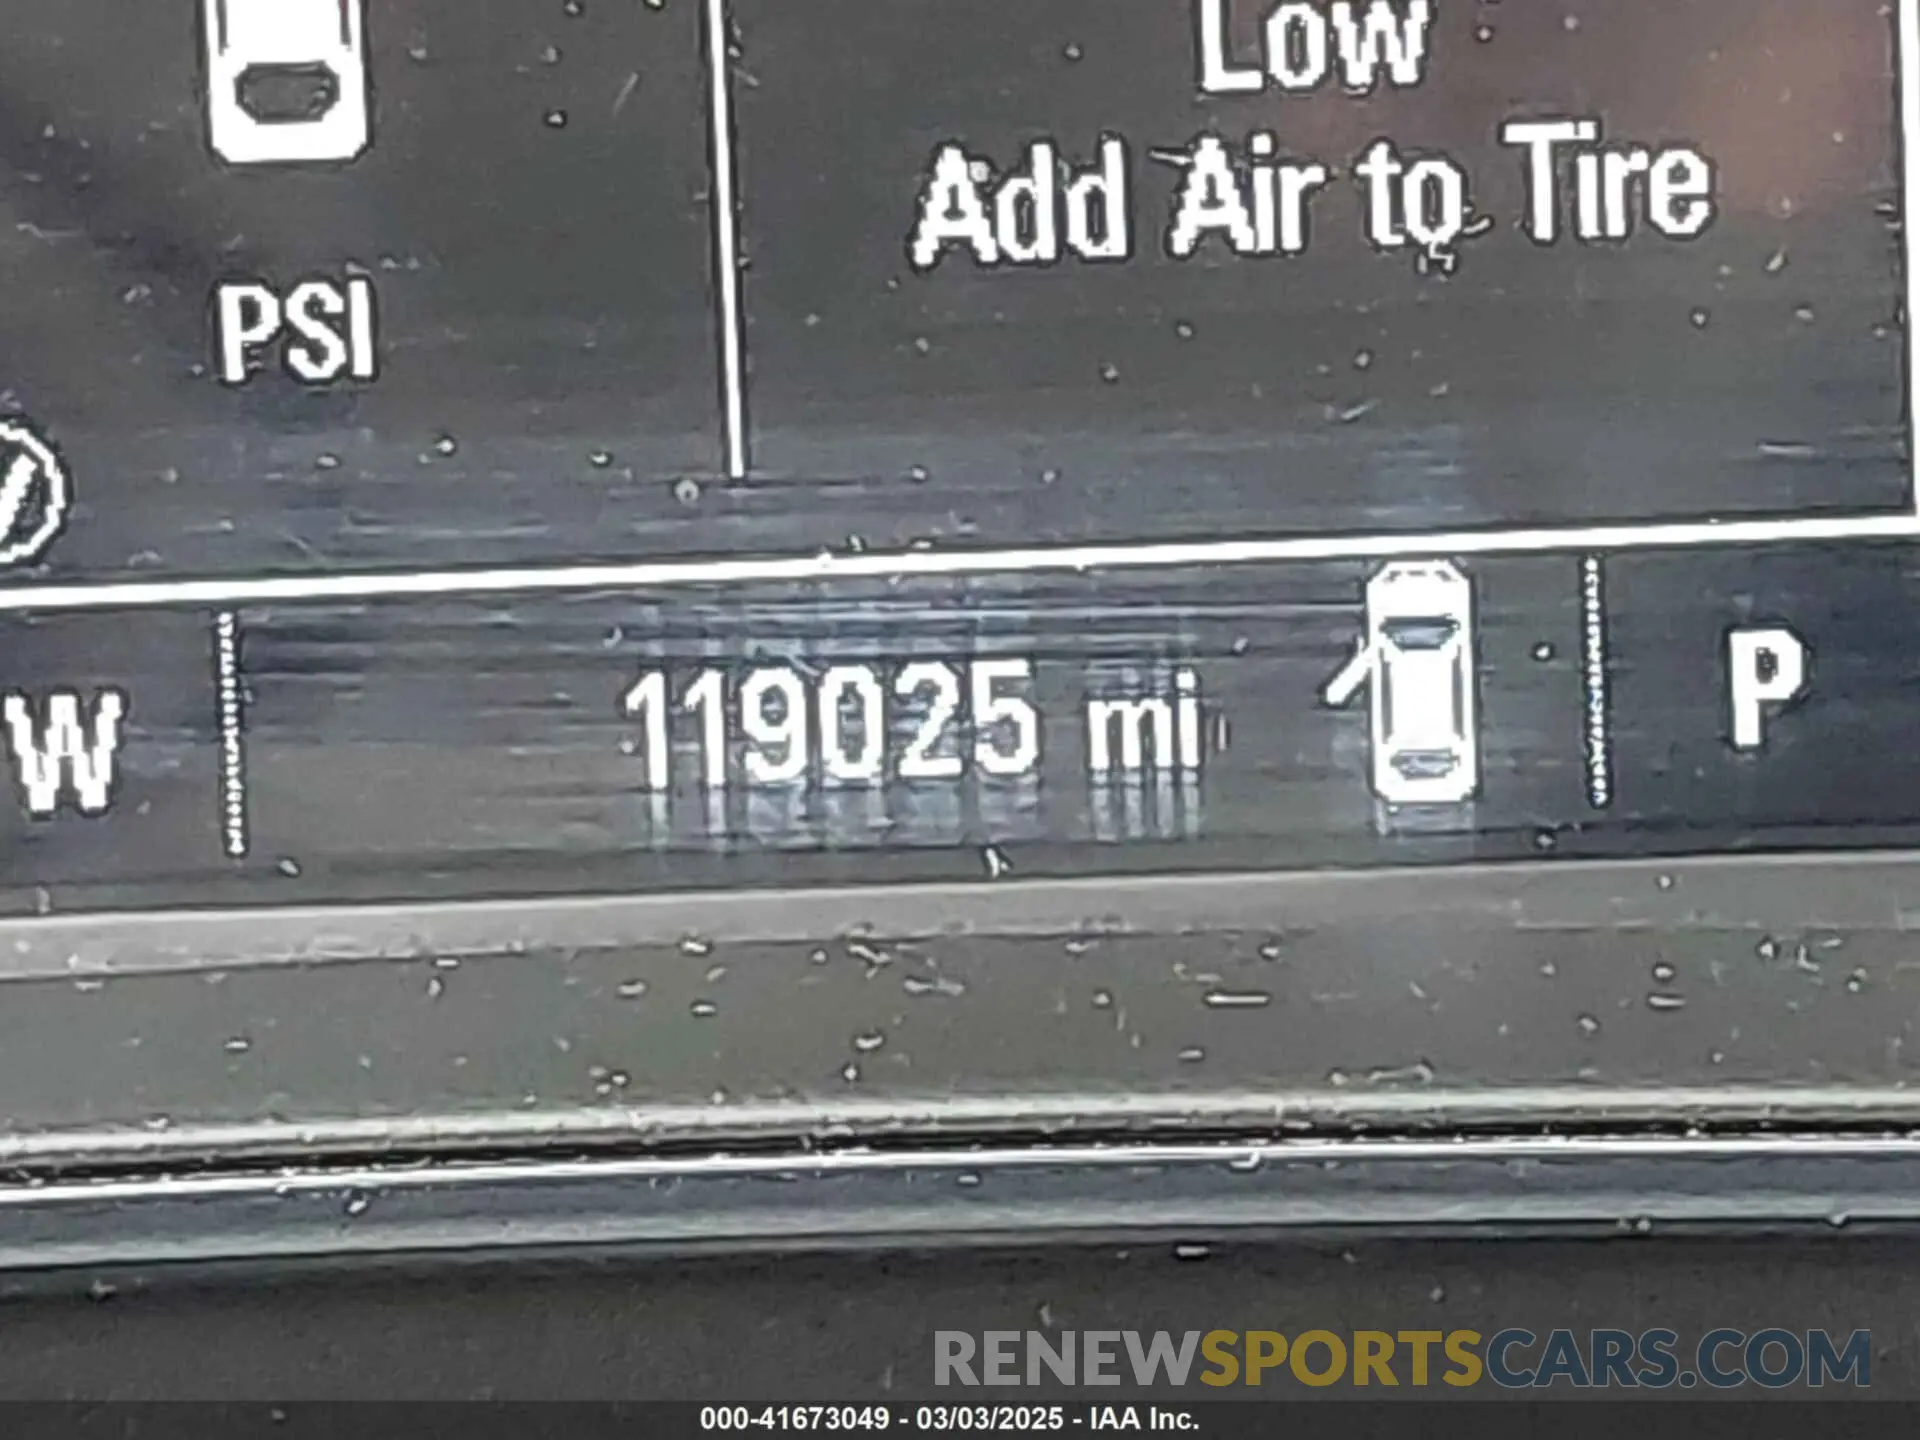 Low
Add Air to Tire
PSI
W 119025 mi P
RENEWSPORTSCARS.COM
000-41673049 - 03/03/2025 - IAA Inc.